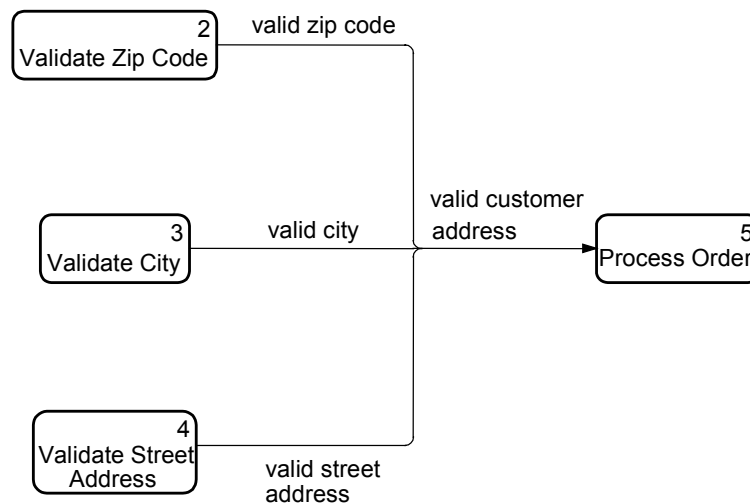 2
Validate Zip Code
valid zip code
3
Validate City
valid city
valid customer
address
5
Process Order
4
Validate Street
Address
valid street
address